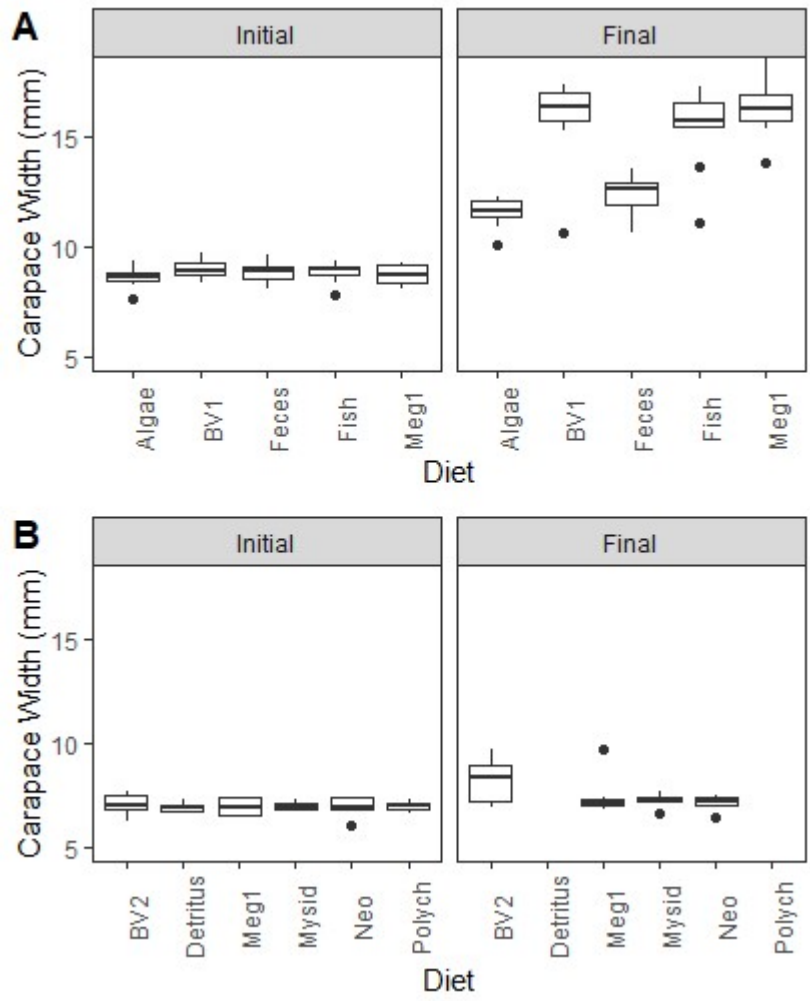 A
Initial
Final
Carapace Width (mm)
15
10
5
Algae
BV1
Feces
Fish
Meg1
Algae
BV1
Feces
Fish
Meg1
Diet
B
Initial
Final
Carapace Width (mm)
15
10
5
BV2
Detritus
Meg1
Mysid
Neo
Polych
BV2
Detritus
Meg1
Mysid
Neo
Polych
Diet